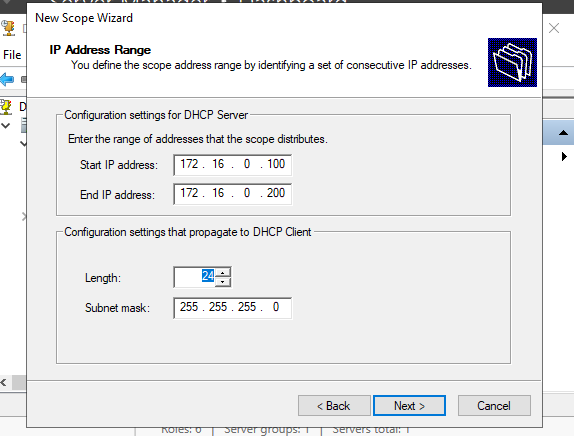 Server Manager • Dashboard
New Scope Wizard
File
IP Address Range
You define the scope address range by identifying a set of consecutive IP addresses.
D
Configuration settings for DHCP Server
Enter the range of addresses that the scope distributes.
Start IP address: 172 . 16 . 0 . 100
End IP address: 172 . 16 . 0 . 200
Configuration settings that propagate to DHCP Client
Length: 24
Subnet mask: 255 . 255 . 255 . 0
< Back Next > Cancel
Roles: 6 | Server groups: 1 | Servers total: 1